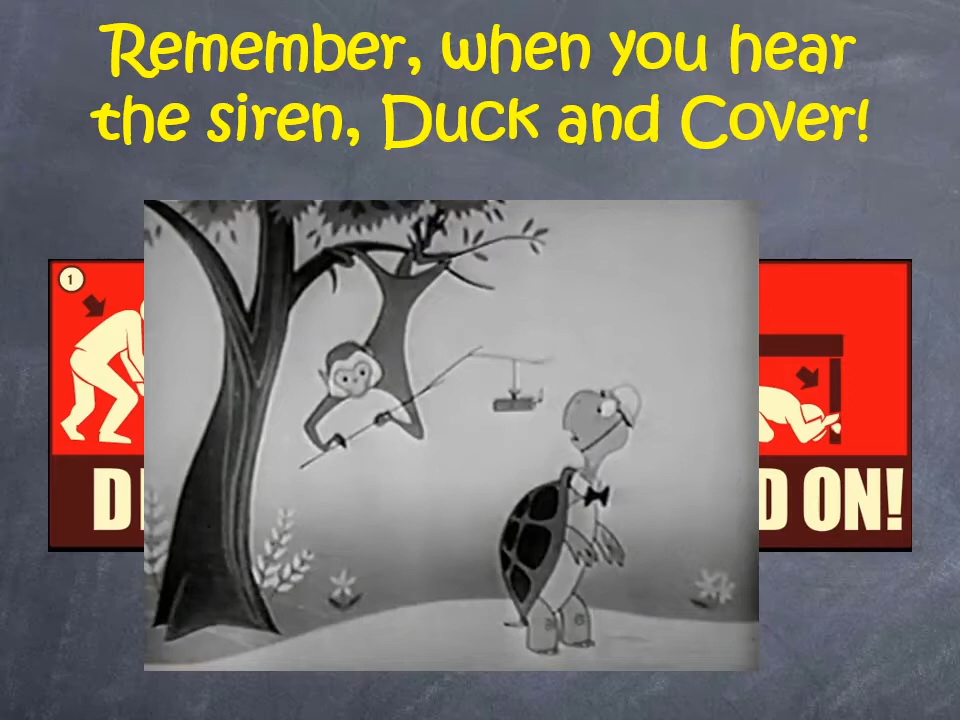 Remember, when you hear
the siren, Duck and Cover!
1
D
D ON!